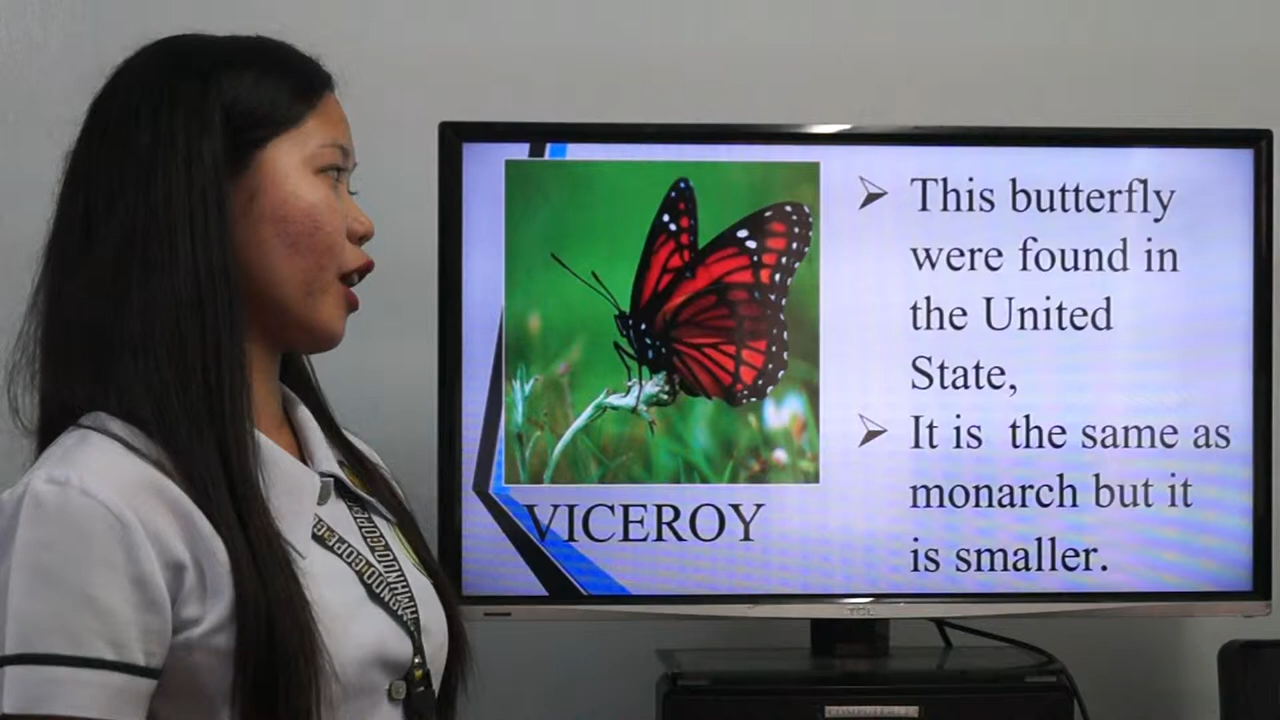 This butterfly
were found in
the United
State,
It is the same as
monarch but it
is smaller.
VICEROY
TCL